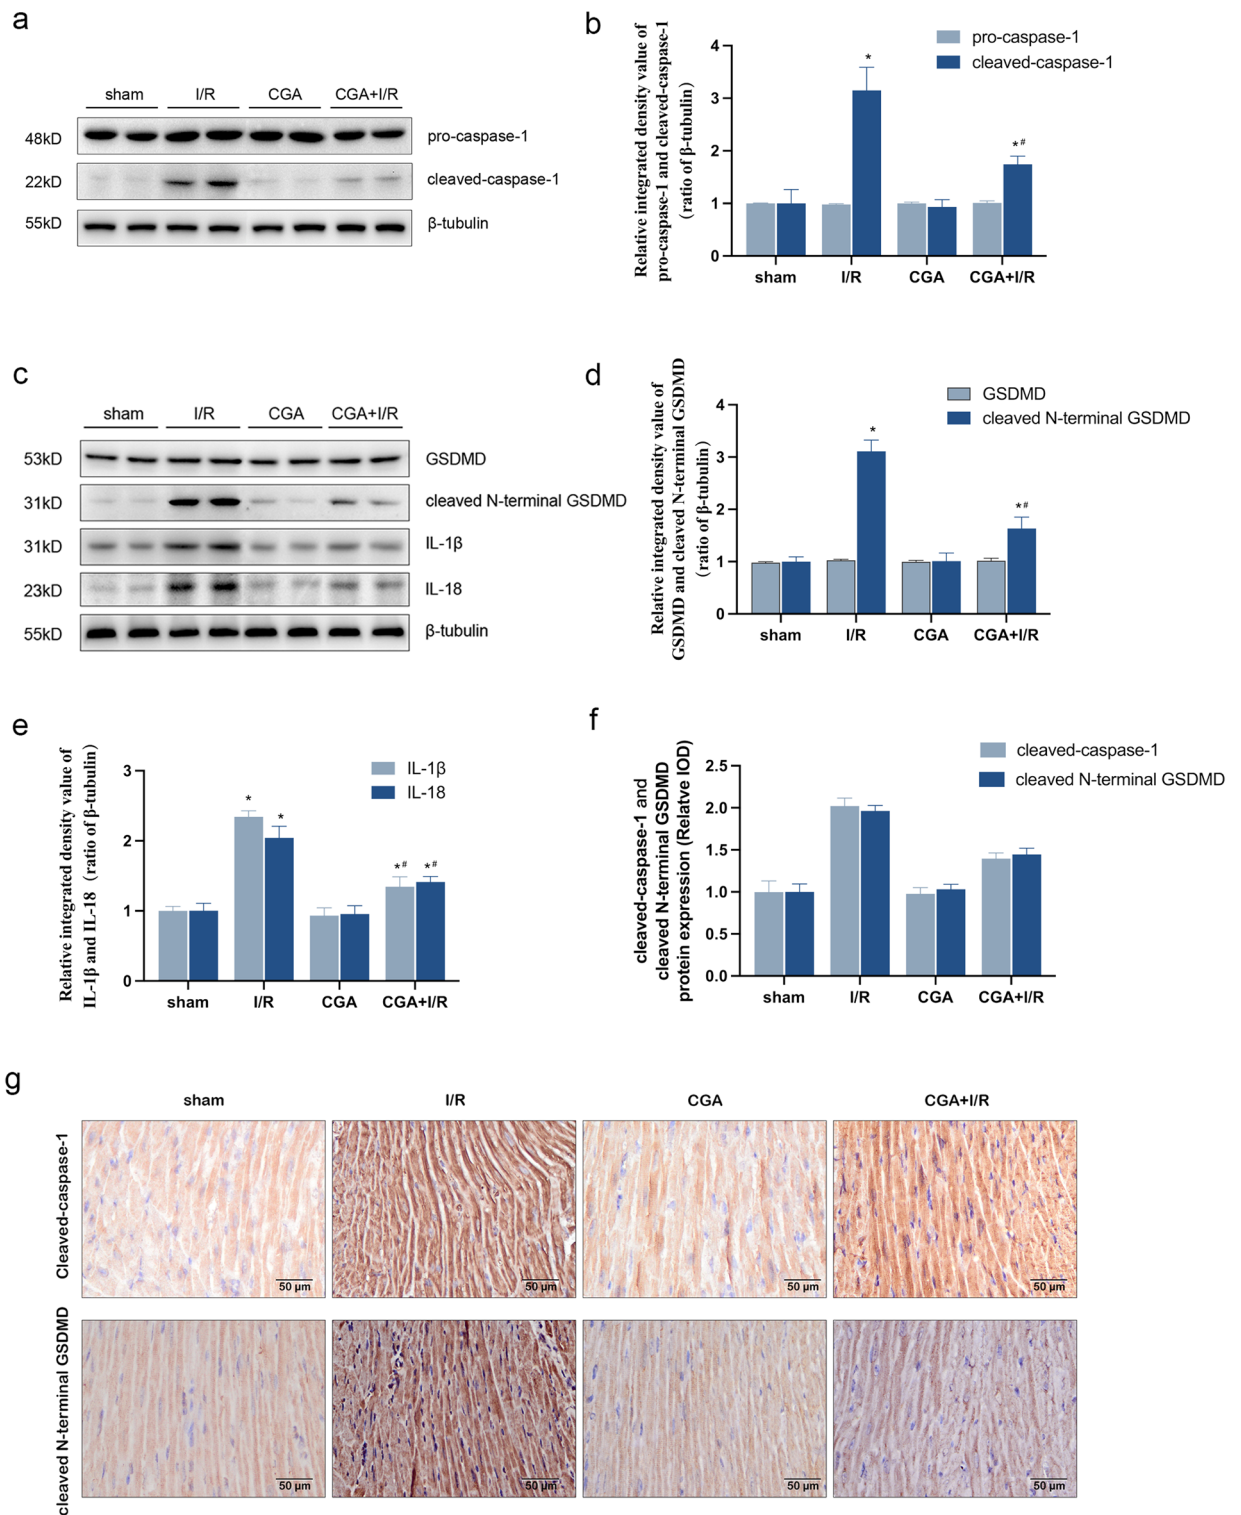 a
sham I/R CGA CGA+I/R
48kD pro-caspase-1
22kD cleaved-caspase-1
55kD β-tubulin
b
Relative integrated density value of
pro-caspase-1 and cleaved-caspase-1
(ratio of β-tubulin)
pro-caspase-1
cleaved-caspase-1
4
3
2
1
0
*
*#
sham I/R CGA CGA+I/R
c
sham I/R CGA CGA+I/R
53kD GSDMD
31kD cleaved N-terminal GSDMD
31kD IL-1β
23kD IL-18
55kD β-tubulin
d
Relative integrated density value of
GSDMD and cleaved N-terminal GSDMD
(ratio of β-tubulin)
GSDMD
cleaved N-terminal GSDMD
4
3
2
1
0
*
*#
sham I/R CGA CGA+I/R
e
Relative integrated density value of
IL-1β and IL-18 (ratio of β-tubulin)
IL-1β
IL-18
3
2
1
0
* *
*# *#
sham I/R CGA CGA+I/R
f
cleaved-caspase-1 and
cleaved N-terminal GSDMD
protein expression (Relative IOD)
cleaved-caspase-1
cleaved N-terminal GSDMD
2.5
2.0
1.5
1.0
0.5
0.0
sham I/R CGA CGA+I/R
g
sham I/R CGA CGA+I/R
Cleaved-caspase-1
50 μm 50 μm 50 μm 50 μm
cleaved N-terminal GSDMD
50 μm 50 μm 50 μm 50 μm